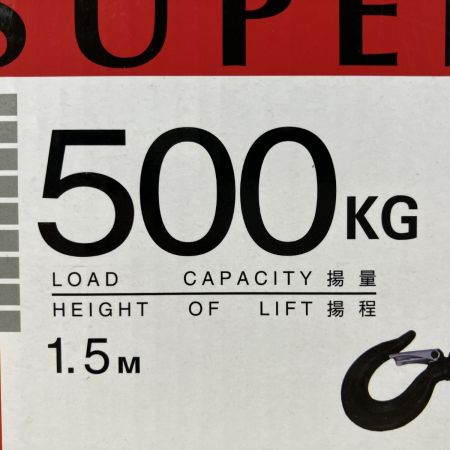 SUPE
500KG
LOAD CAPACITY 揚量
HEIGHT OF LIFT 揚程
1.5M